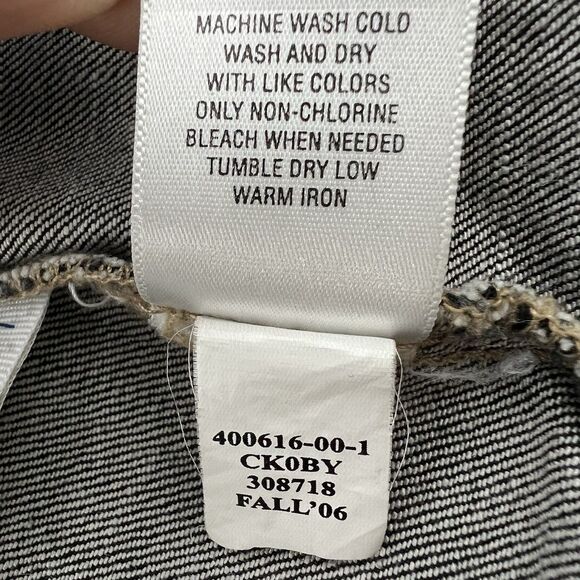 MACHINE WASH COLD
WASH AND DRY
WITH LIKE COLORS
ONLY NON-CHLORINE
BLEACH WHEN NEEDED
TUMBLE DRY LOW
WARM IRON
400616-00-1
CK0BY
308718
FALL'06